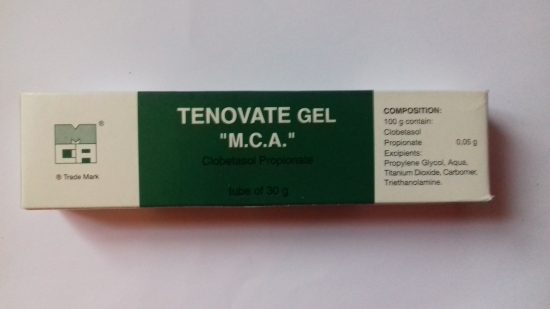 MCA
®
® Trade Mark
TENOVATE GEL
"M.C.A."
Clobetasol Propionate
tube of 30 g
COMPOSITION:
100 g contain:
Clobetasol
Propionate 0,05 g
Excipients:
Propylene Glycol, Aqua,
Titanium Dioxide, Carbomer,
Triethanolamine.